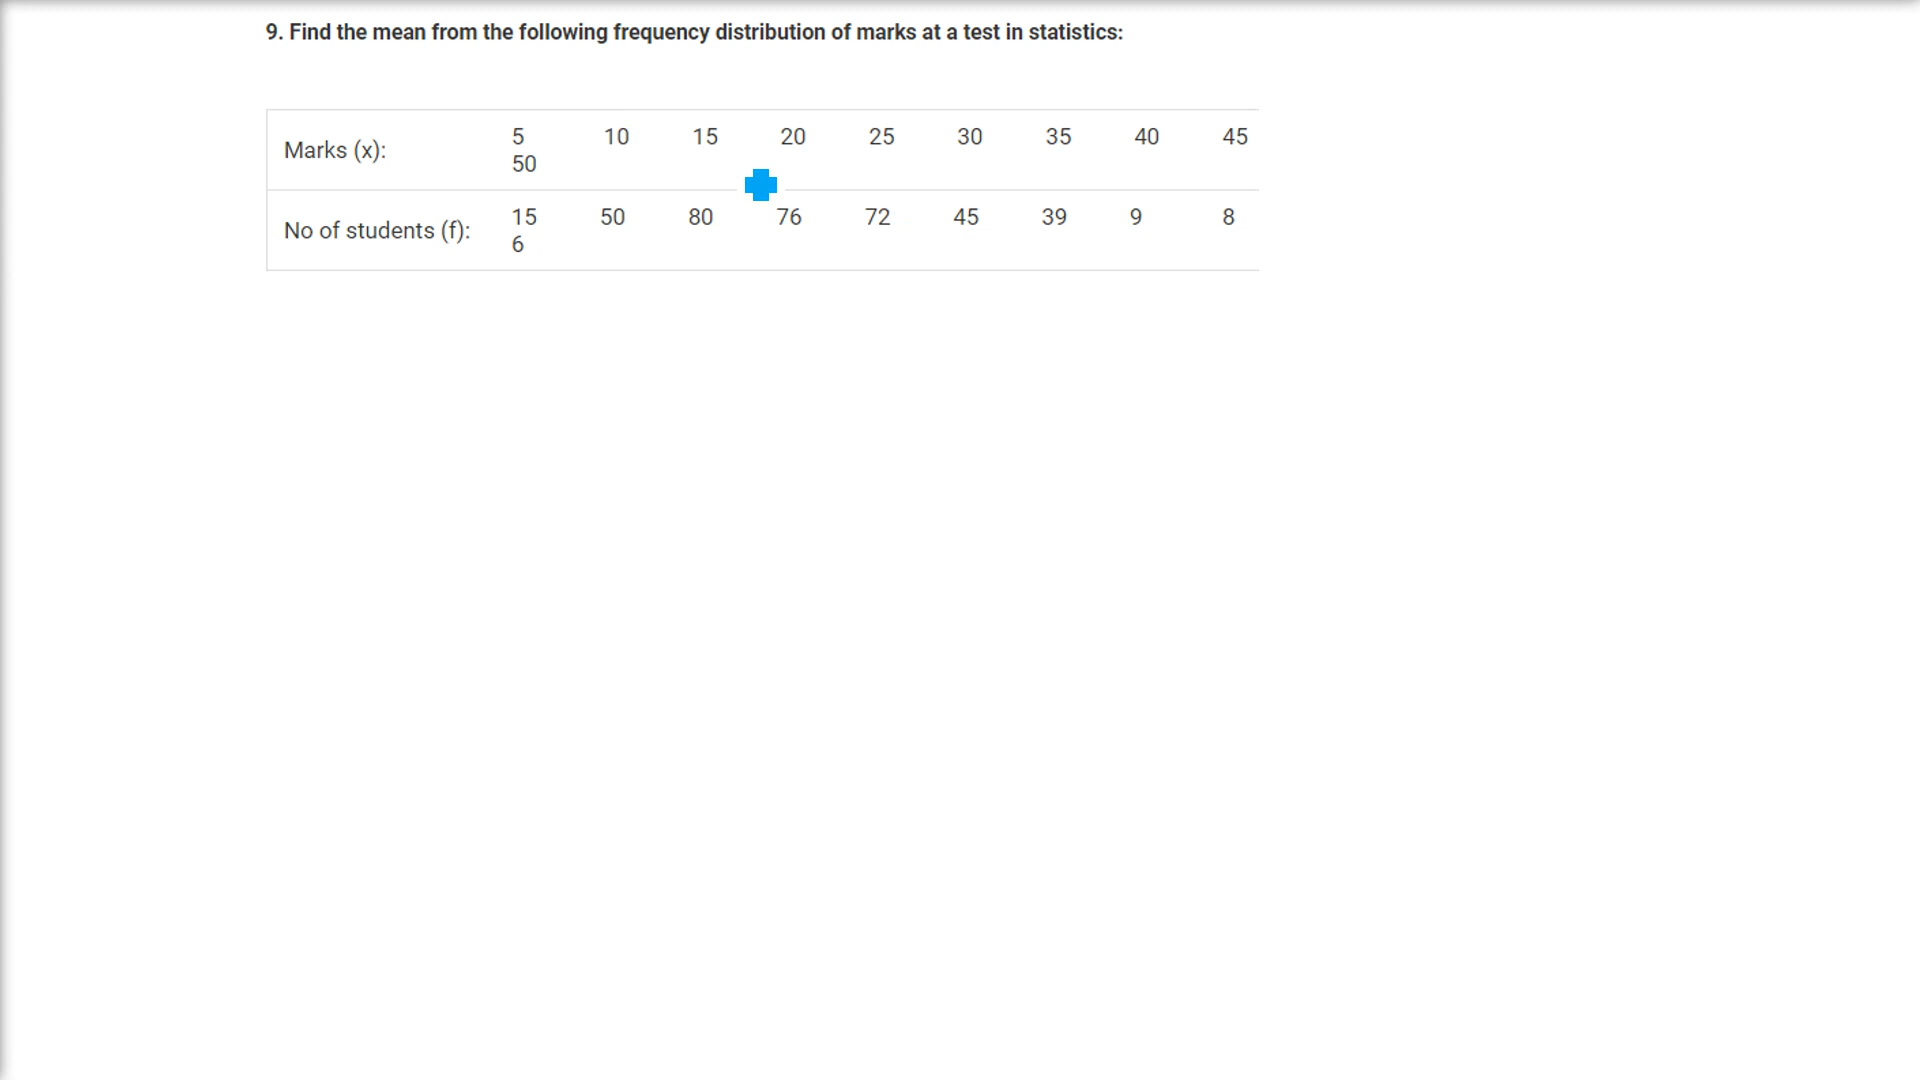 9. Find the mean from the following frequency distribution of marks at a test in statistics:
Marks (x): 5 10 15 20 25 30 35 40 45
50
No of students (f): 15 50 80 76 72 45 39 9 8
6